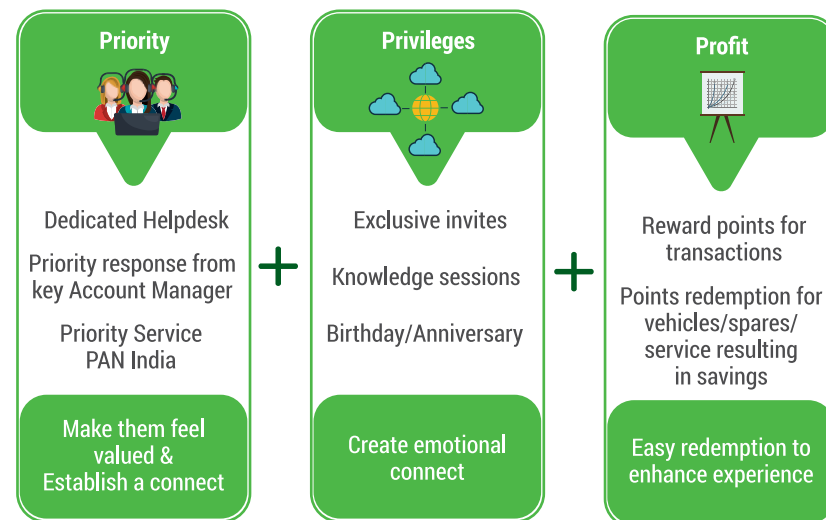 Priority
Dedicated Helpdesk
Priority response from
key Account Manager
Priority Service
PAN India
Make them feel
valued &
Establish a connect
+
Privileges
Exclusive invites
Knowledge sessions
Birthday/Anniversary
Create emotional
connect
+
Profit
Reward points for
transactions
Points redemption for
vehicles/spares/
service resulting
in savings
Easy redemption to
enhance experience